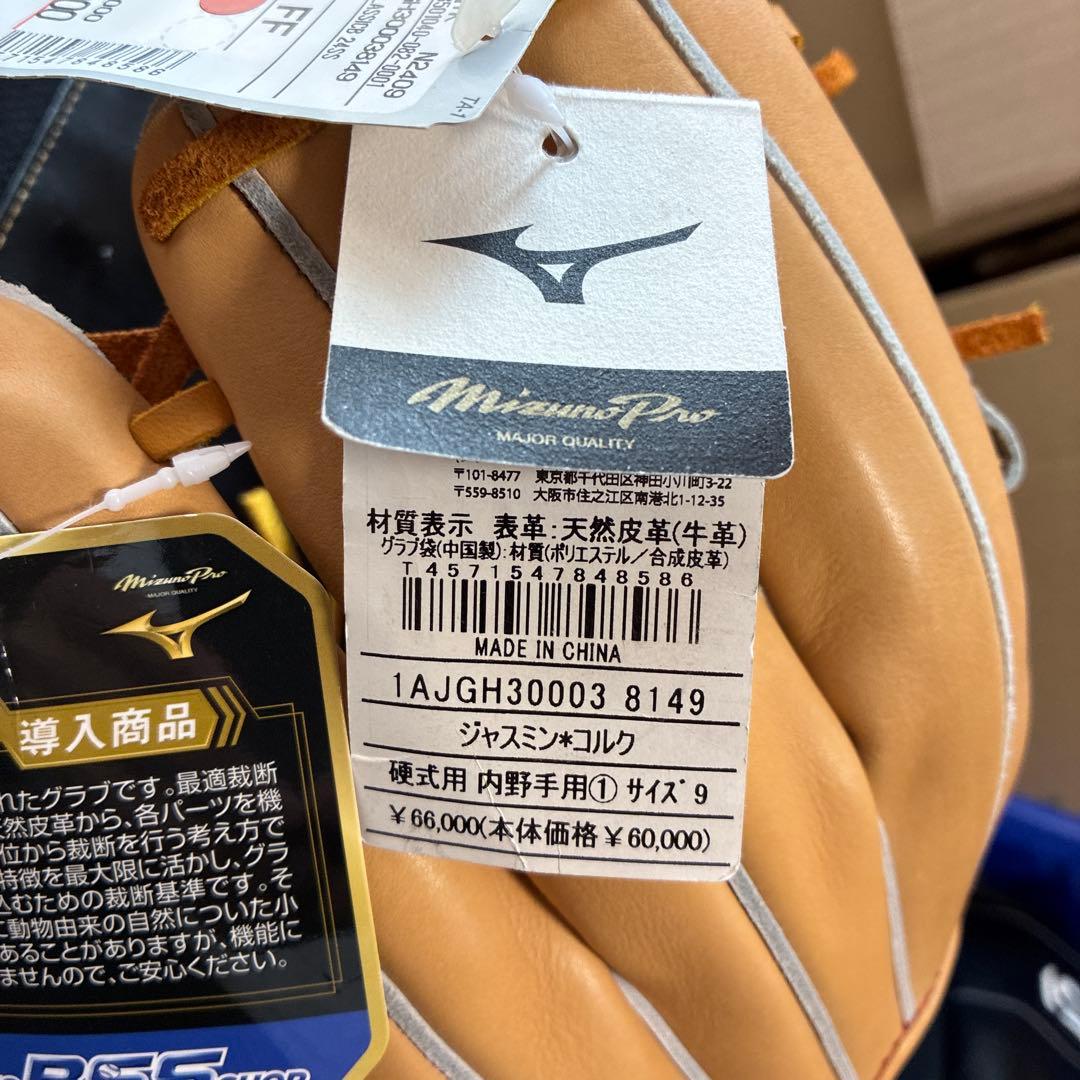 N2409
FF
TA-1
Mizuno Pro
MAJOR QUALITY
〒101-8477 東京都千代田区神田小川町3-22
〒559-8510 大阪市住之江区南港北1-12-35
材質表示 表革:天然皮革(牛革)
グラブ袋(中国製):材質(ポリエステル/合成皮革)
T4571547848586
MADE IN CHINA
1AJGH30003 8149
ジャスミン*コルク
硬式用 内野手用① サイズ9
¥66,000(本体価格¥60,000)
Mizuno Pro
MAJOR QUALITY
導入商品
れたグラブです。最適裁断
然皮革から、各パーツを機
位から裁断を行う考え方で
特徴を最大限に活かし、グラ
込むための裁断基準です。そ
に動物由来の自然についた小
あることがありますが、機能に
ませんので、ご安心ください。
BSS SHOP